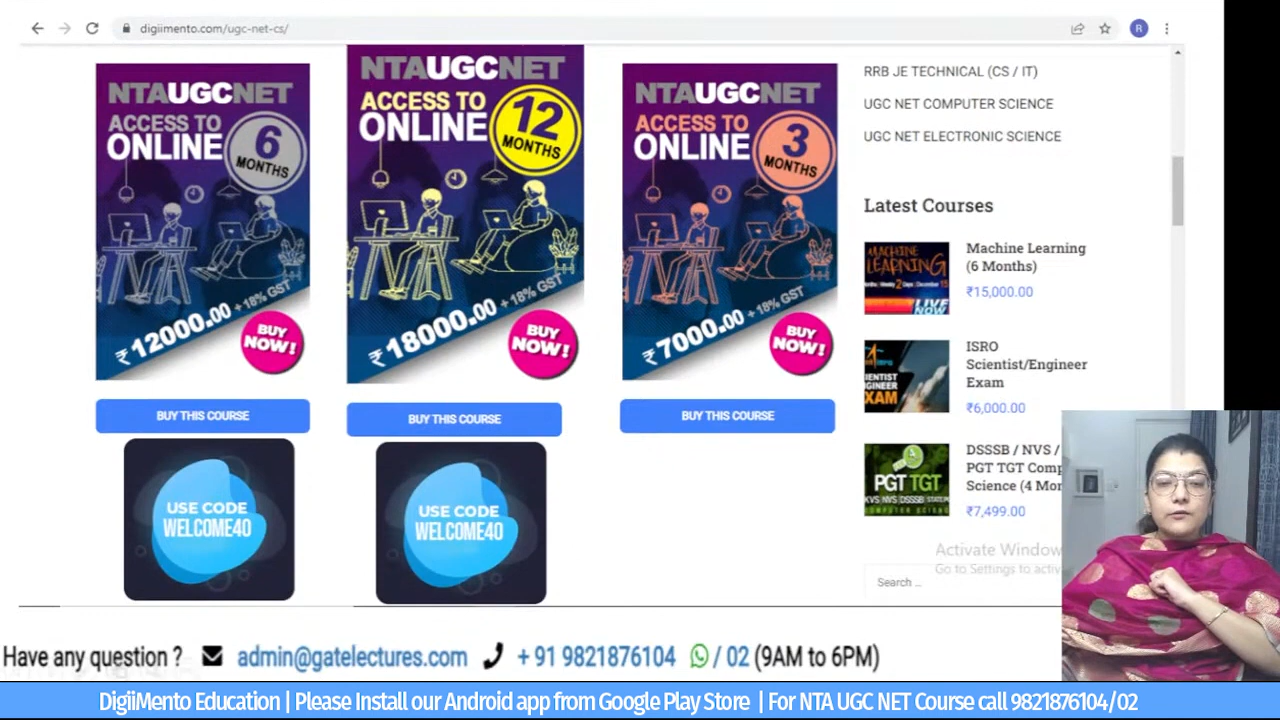 digiimento.com/ugc-net-cs/
R
NTAUGCNET
ACCESS TO
ONLINE
6
MONTHS
₹ 12000.00 + 18% GST
BUY
NOW!
BUY THIS COURSE
USE CODE
WELCOME40
NTAUGCNET
ACCESS TO
ONLINE
12
MONTHS
₹ 18000.00 + 18% GST
BUY
NOW!
BUY THIS COURSE
USE CODE
WELCOME40
NTAUGCNET
ACCESS TO
ONLINE
3
MONTHS
₹ 7000.00 + 18% GST
BUY
NOW!
BUY THIS COURSE
RRB JE TECHNICAL (CS / IT)
UGC NET COMPUTER SCIENCE
UGC NET ELECTRONIC SCIENCE
Latest Courses
MACHINE
LEARNING
LIVE
NOW
Machine Learning
(6 Months)
₹15,000.00
EXAM
ISRO
Scientist/Engineer
Exam
₹6,000.00
PGT TGT
DSSSB / NVS /
PGT TGT Comp
Science (4 Mon
₹7,499.00
Activate Window
Go to Settings to activ
Search ...
Have any question ? admin@gatelectures.com + 91 9821876104 / 02 (9AM to 6PM)
DigiiMento Education | Please Install our Android app from Google Play Store | For NTA UGC NET Course call 9821876104/02